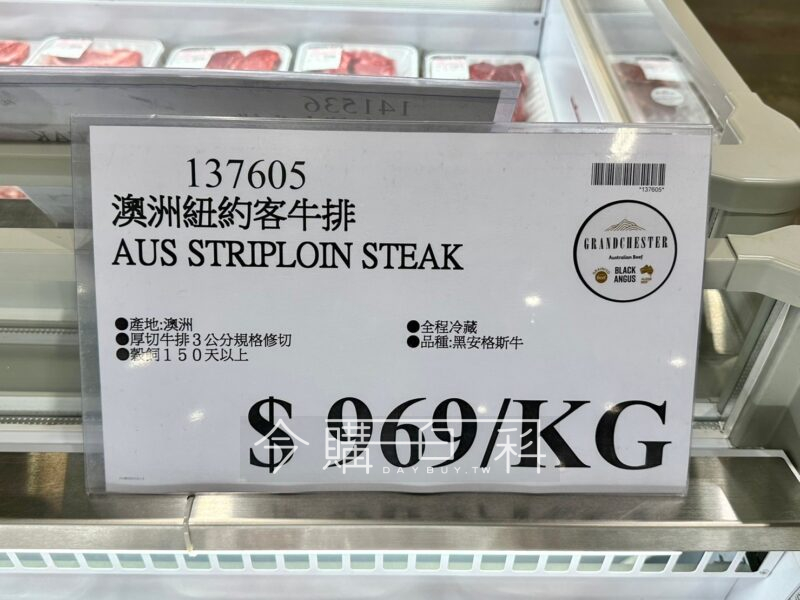 141536
137605
*137605*
澳洲紐約客牛排
AUS STRIPLOIN STEAK
GRANDCHESTER
Australian Beef
BLACK
ANGUS
●產地:澳洲
●厚切牛排3公分規格修切
●穀飼150天以上
●全程冷藏
●品種:黑安格斯牛
$ 969/KG
今購百科
DAYBUY.TW